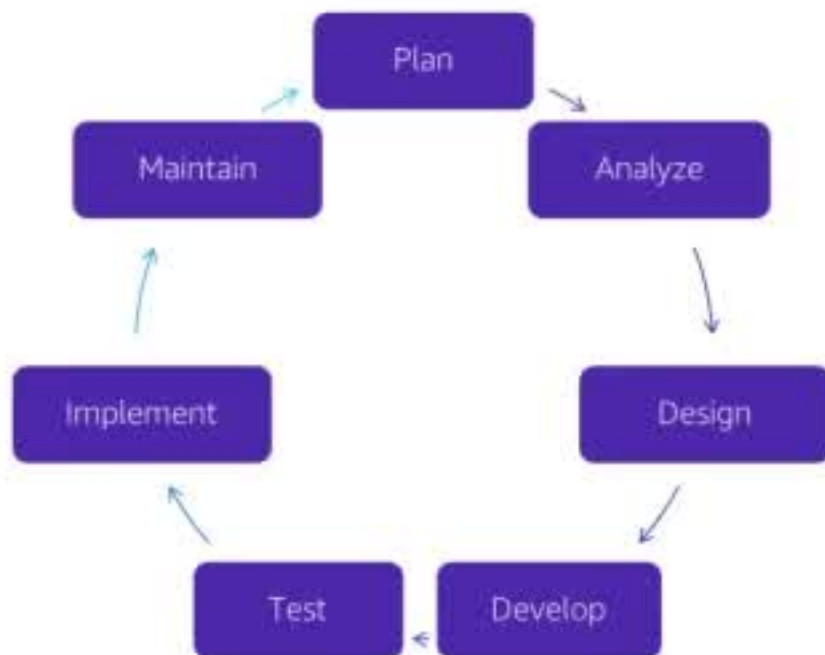 Plan
Analyze
Design
Develop
Test
Implement
Maintain